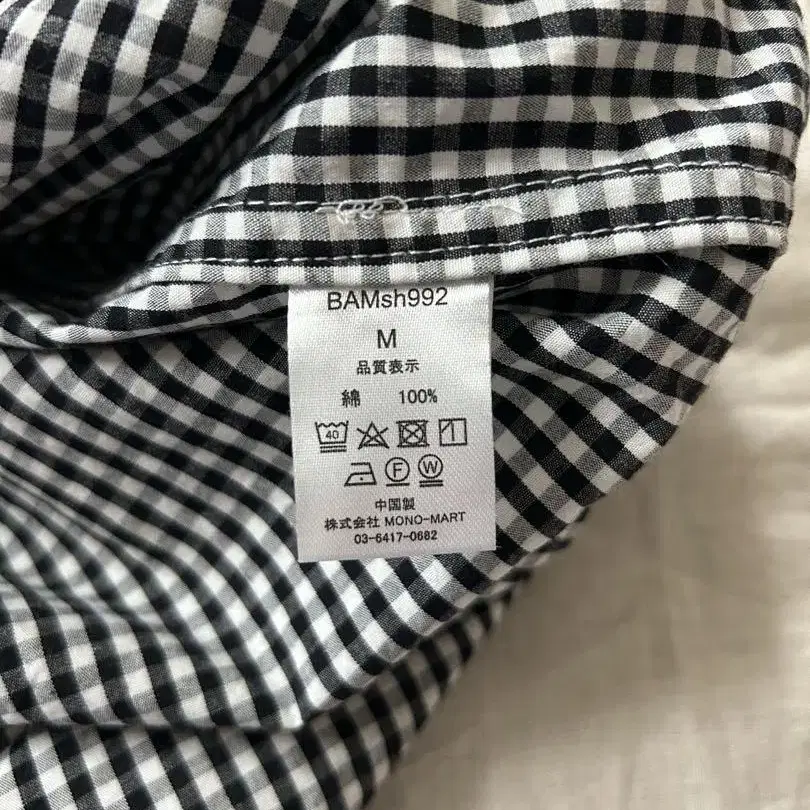 BAMsh992
M
品質表示
綿 100%
40
F W
中国製
株式会社 MONO-MART
03-6417-0682